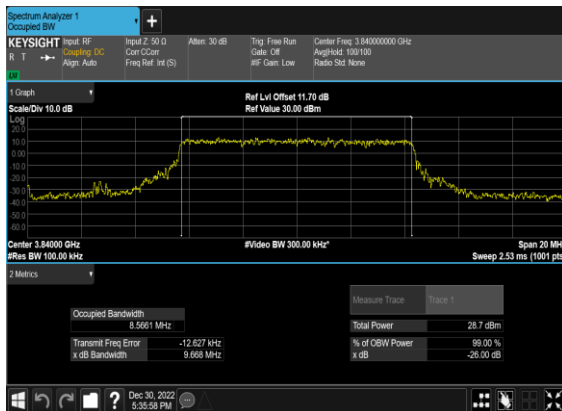 Spectrum Analyzer 1
Occupied BW
+
KEYSIGHT
R T
LXI
Input: RF
Coupling: DC
Align: Auto
Input Z: 50 Ω
Corr CCorr
Freq Ref: Int (S)
Atten: 30 dB
Trig: Free Run
Gate: Off
#IF Gain: Low
Center Freq: 3.840000000 GHz
Avg|Hold: 100/100
Radio Std: None
1 Graph
Scale/Div 10.0 dB
Ref Lvl Offset 11.70 dB
Ref Value 30.00 dBm
Log
20.0
10.0
0.00
-10.0
-20.0
-30.0
-40.0
-50.0
-60.0
Center 3.84000 GHz
#Res BW 100.00 kHz
#Video BW 300.00 kHz*
Span 20 MH
Sweep 2.53 ms (1001 pts
2 Metrics
Measure Trace Trace 1
Occupied Bandwidth
8.5661 MHz
Total Power 28.7 dBm
Transmit Freq Error -12.627 kHz
% of OBW Power 99.00 %
x dB Bandwidth 9.668 MHz
x dB -26.00 dB
?
Dec 30, 2022
5:35:58 PM